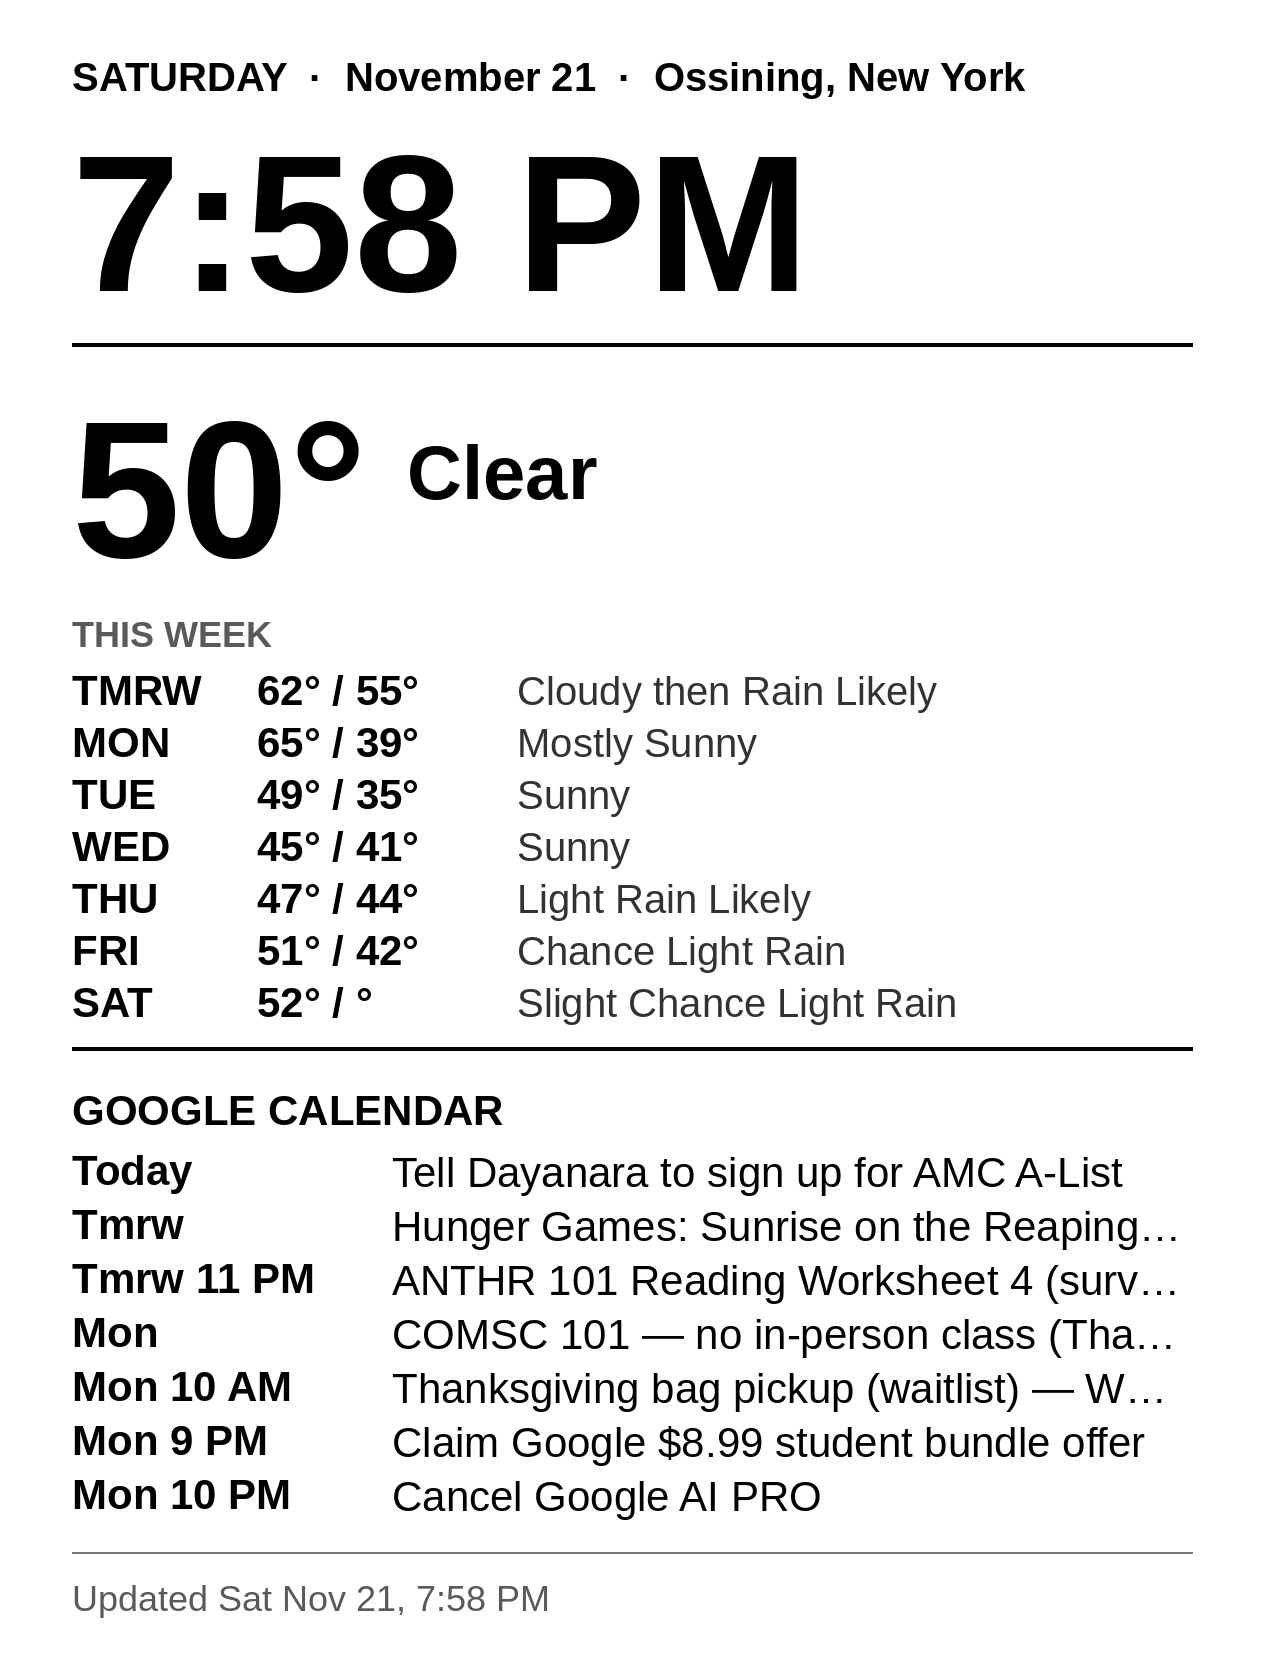 SATURDAY · November 21 · Ossining, New York
7:58 PM
50° Clear
THIS WEEK
TMRW 62° / 55° Cloudy then Rain Likely
MON 65° / 39° Mostly Sunny
TUE 49° / 35° Sunny
WED 45° / 41° Sunny
THU 47° / 44° Light Rain Likely
FRI 51° / 42° Chance Light Rain
SAT 52° / ° Slight Chance Light Rain
GOOGLE CALENDAR
Today Tell Dayanara to sign up for AMC A-List
Tmrw Hunger Games: Sunrise on the Reaping…
Tmrw 11 PM ANTHR 101 Reading Worksheet 4 (surv…
Mon COMSC 101 — no in-person class (Tha…
Mon 10 AM Thanksgiving bag pickup (waitlist) — W…
Mon 9 PM Claim Google $8.99 student bundle offer
Mon 10 PM Cancel Google AI PRO
Updated Sat Nov 21, 7:58 PM